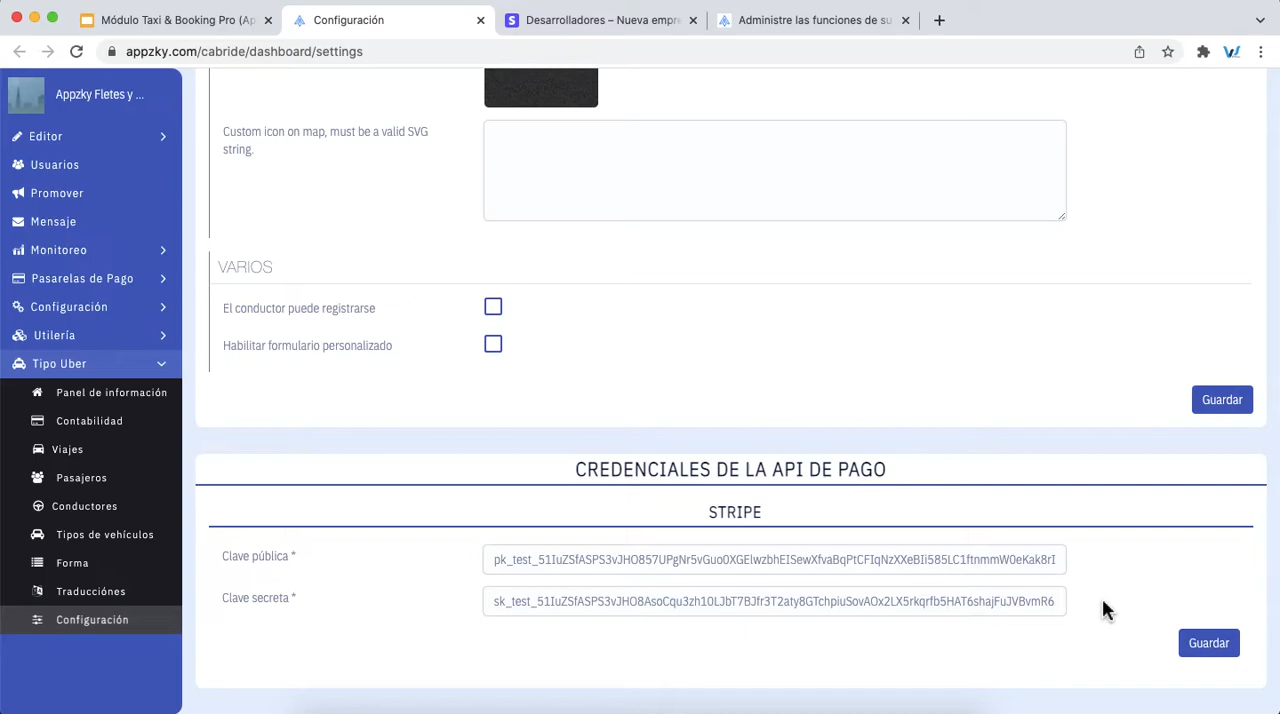 Módulo Taxi & Booking Pro (Ap
Configuración
Desarrolladores – Nueva empre
Administre las funciones de su
appzky.com/cabride/dashboard/settings
Appzky Fletes y ...
Editor
Usuarios
Promover
Mensaje
Monitoreo
Pasarelas de Pago
Configuración
Utilería
Tipo Uber
Panel de información
Contabilidad
Viajes
Pasajeros
Conductores
Tipos de vehículos
Forma
Traducciónes
Configuración
Custom icon on map, must be a valid SVG
string.
VARIOS
El conductor puede registrarse
Habilitar formulario personalizado
Guardar
CREDENCIALES DE LA API DE PAGO
STRIPE
Clave pública *
Clave secreta *
Guardar